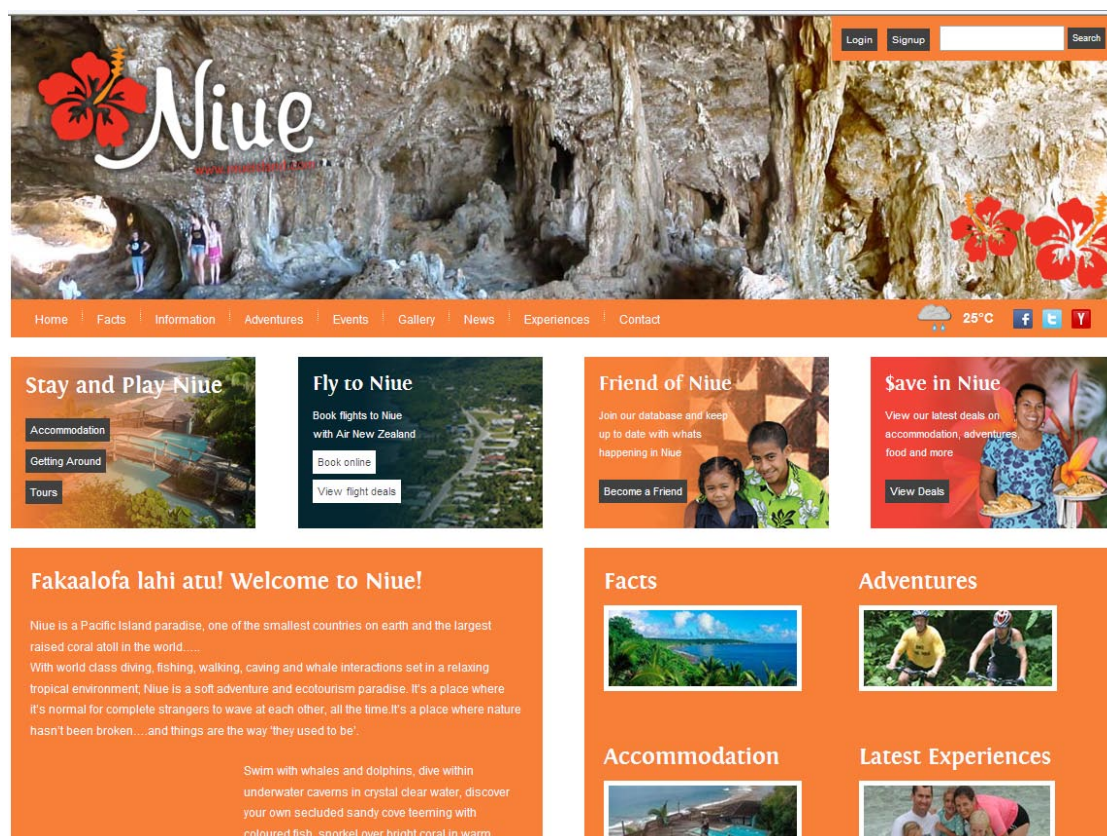 Login
Signup
Search
Niue
Home
Facts
Information
Adventures
Events
Gallery
News
Experiences
Contact
25°C
Stay and Play Niue
Accommodation
Getting Around
Tours
Fly to Niue
Book flights to Niue
with Air New Zealand
Book online
View flight deals
Friend of Niue
Join our database and keep
up to date with whats
happening in Niue
Become a Friend
$ave in Niue
View our latest deals on
accommodation, adventures,
food and more
View Deals
Fakaalofa lahi atu! Welcome to Niue!
Niue is a Pacific Island paradise, one of the smallest countries on earth and the largest
raised coral atoll in the world.....
With world class diving, fishing, walking, caving and whale interactions set in a relaxing
tropical environment; Niue is a soft adventure and ecotourism paradise. It's a place where
it's normal for complete strangers to wave at each other, all the time.It's a place where nature
hasn't been broken....and things are the way 'they used to be'.
Swim with whales and dolphins, dive within
underwater caverns in crystal clear water, discover
your own secluded sandy cove teeming with
coloured fish, snorkel over bright coral in warm
Facts
Adventures
Accommodation
Latest Experiences